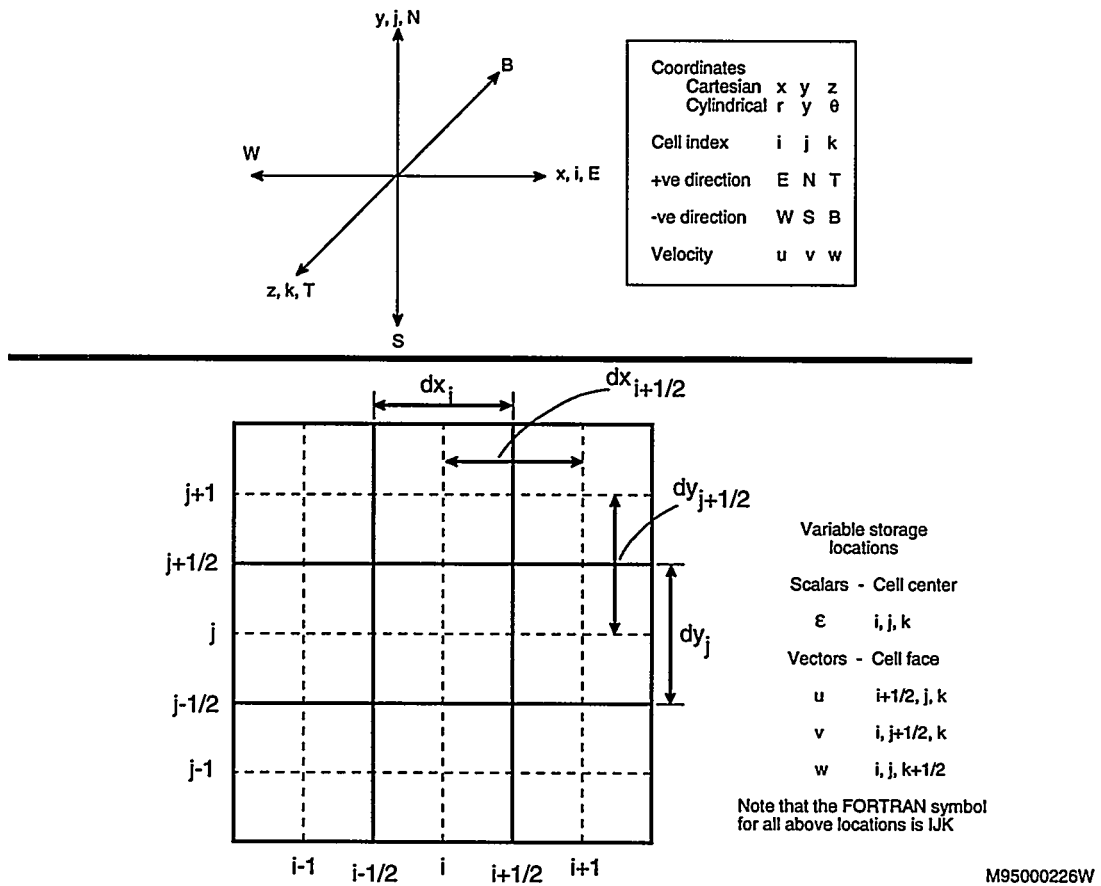 y, j, N
B
W
x, i, E
z, k, T
S
Coordinates
Cartesian x y z
Cylindrical r y θ
Cell index i j k
+ve direction E N T
-ve direction W S B
Velocity u v w
dx_i
dx_{i+1/2}
j+1
dy_{j+1/2}
j+1/2
j
dy_j
j-1/2
j-1
i-1
i-1/2
i
i+1/2
i+1
Variable storage
locations
Scalars - Cell center
ε i, j, k
Vectors - Cell face
u i+1/2, j, k
v i, j+1/2, k
w i, j, k+1/2
Note that the FORTRAN symbol
for all above locations is IJK
M95000226W